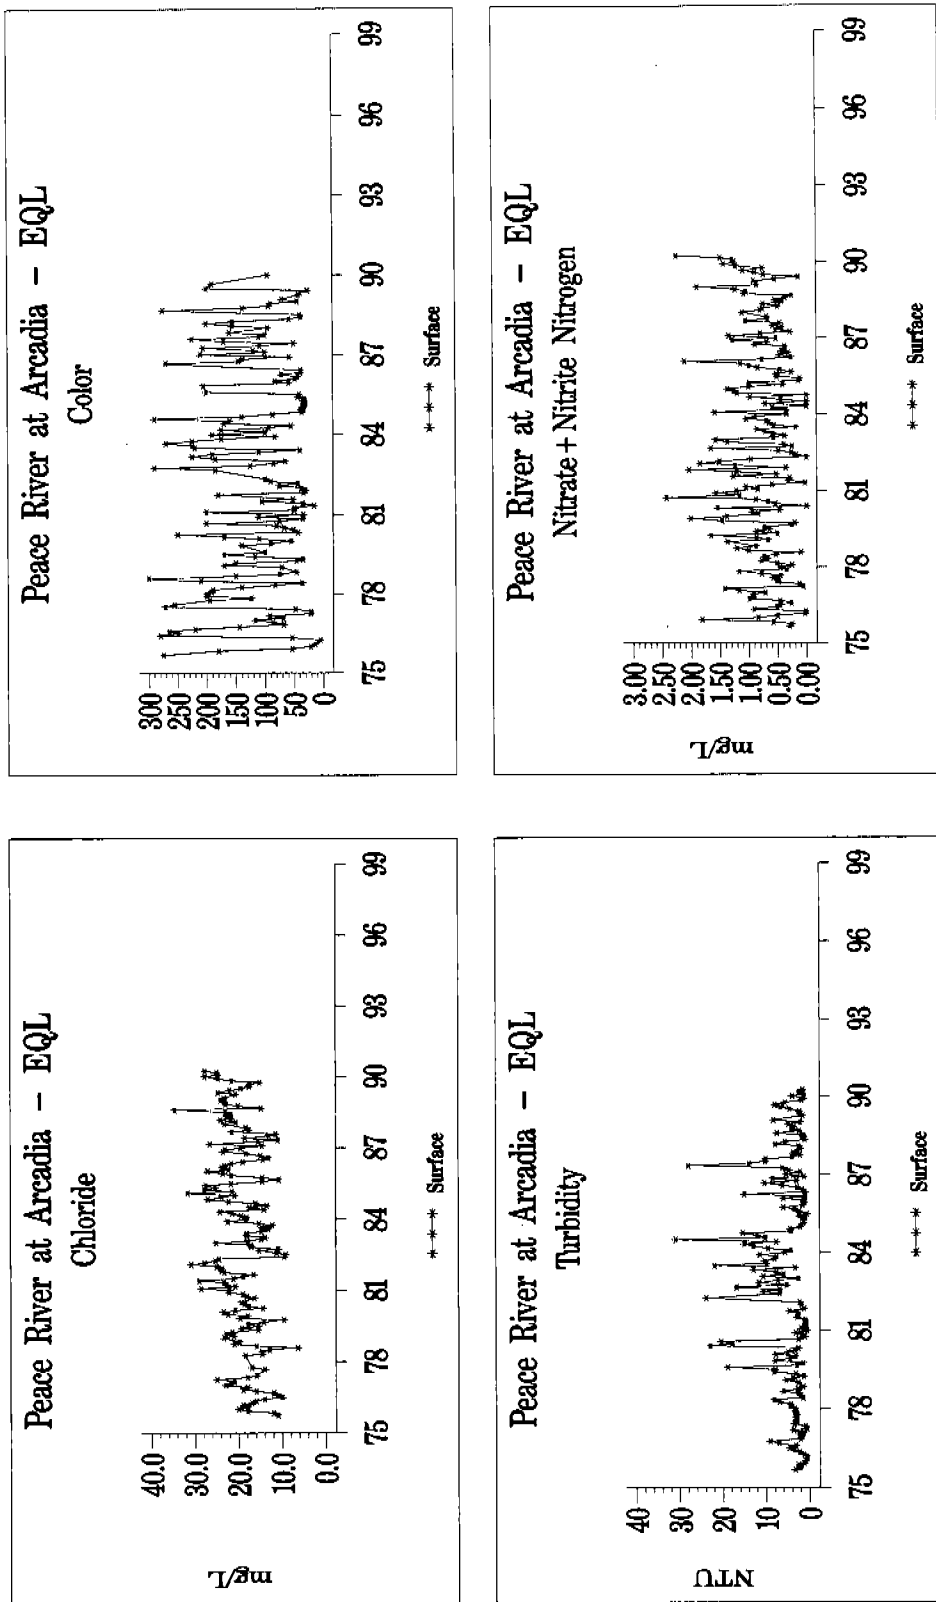 Peace River at Arcadia - EQL
Chloride
mg/L
40.0
30.0
20.0
10.0
0.0
75 78 81 84 87 90 93 96 99
Surface
Peace River at Arcadia - EQL
Color
300
250
200
150
100
50
0
75 78 81 84 87 90 93 96 99
Surface
Peace River at Arcadia - EQL
Turbidity
NTU
40
30
20
10
0
75 78 81 84 87 90 93 96 99
Surface
Peace River at Arcadia - EQL
Nitrate+Nitrite Nitrogen
mg/L
3.00
2.50
2.00
1.50
1.00
0.50
0.00
75 78 81 84 87 90 93 96 99
Surface